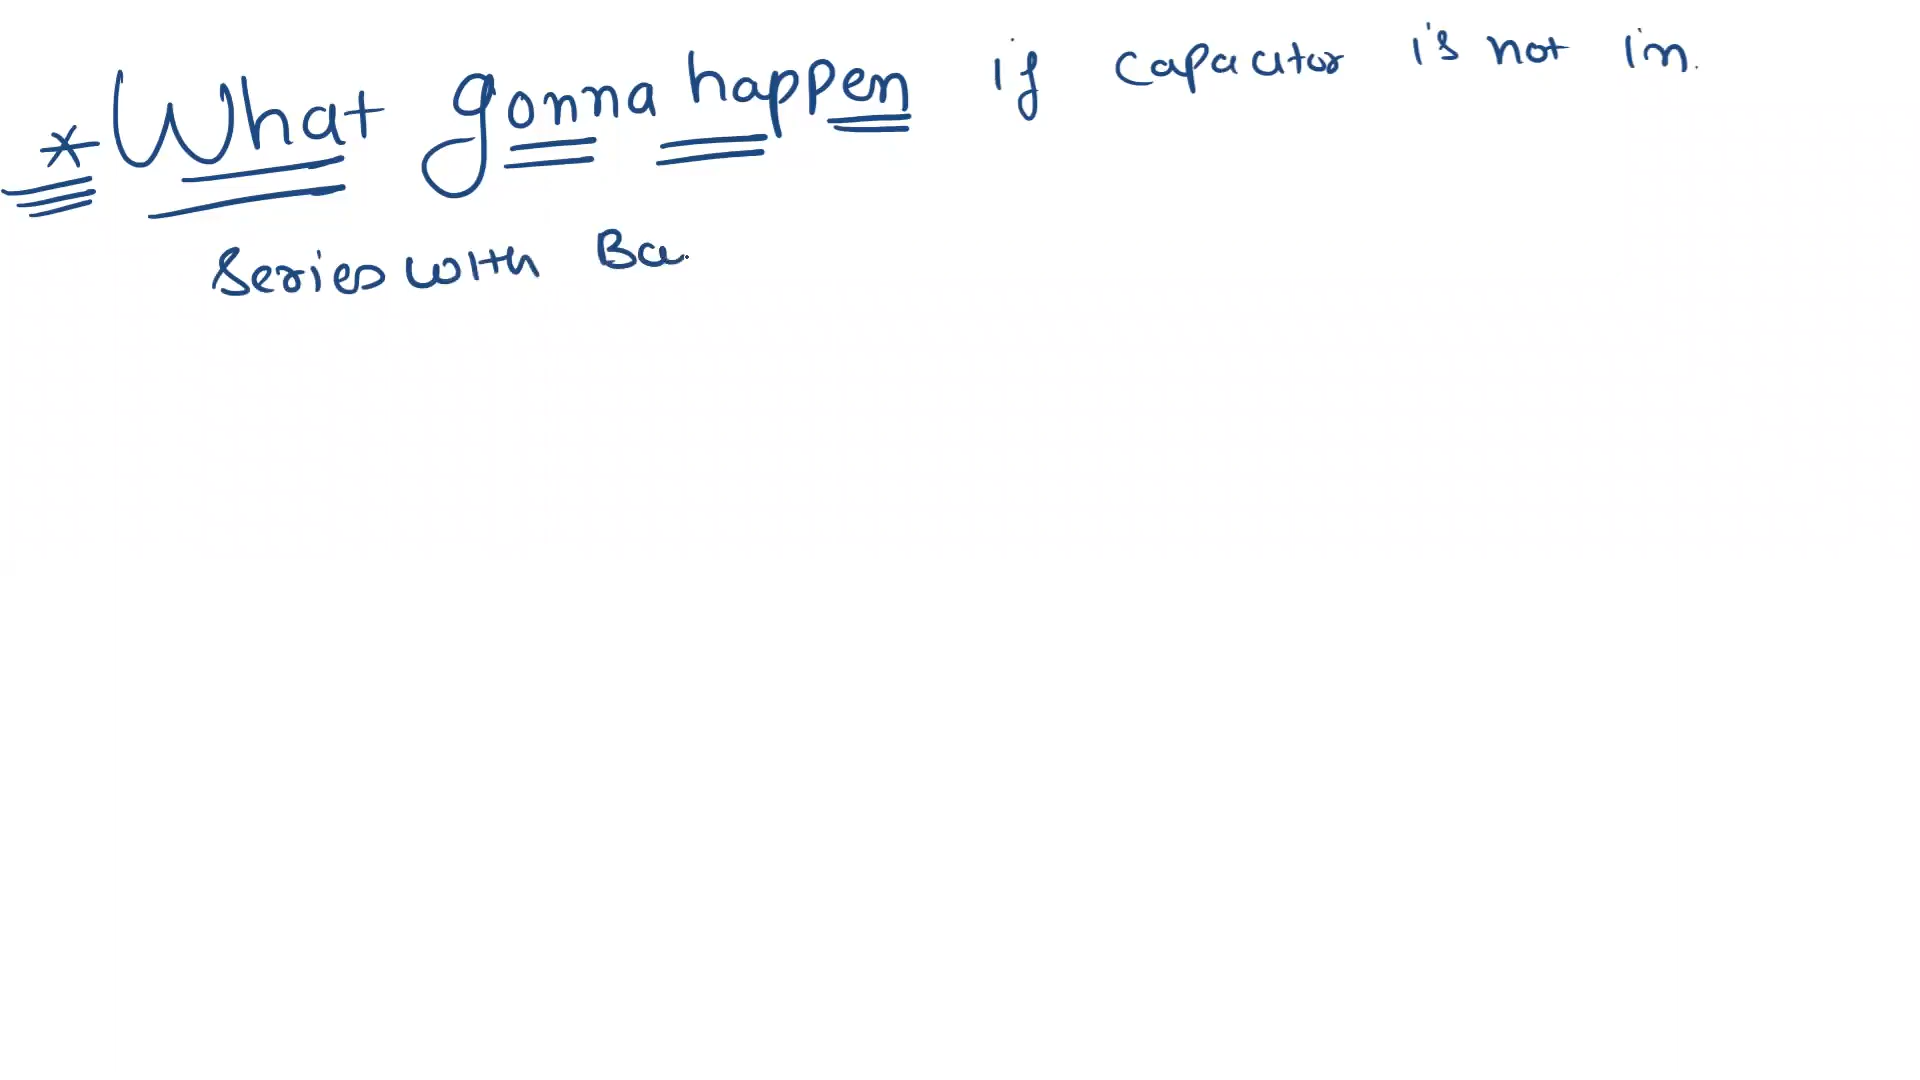 * What gonna happen if capacitor is not in
series with Ba